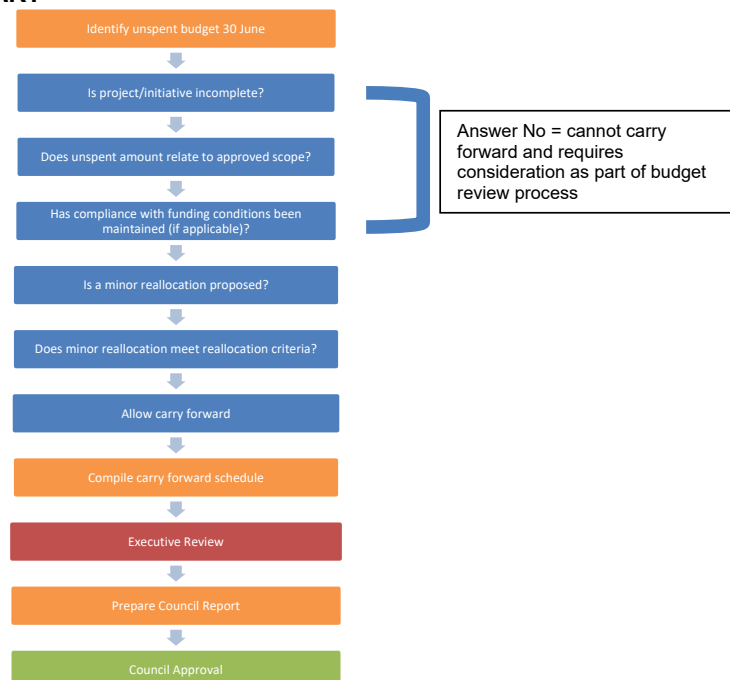 Identify unspent budget 30 June
Is project/initiative incomplete?
Does unspent amount relate to approved scope?
Has compliance with funding conditions been
maintained (if applicable)?
Is a minor reallocation proposed?
Does minor reallocation meet reallocation criteria?
Allow carry forward
Compile carry forward schedule
Executive Review
Prepare Council Report
Council Approval
Answer No = cannot carry
forward and requires
consideration as part of budget
review process